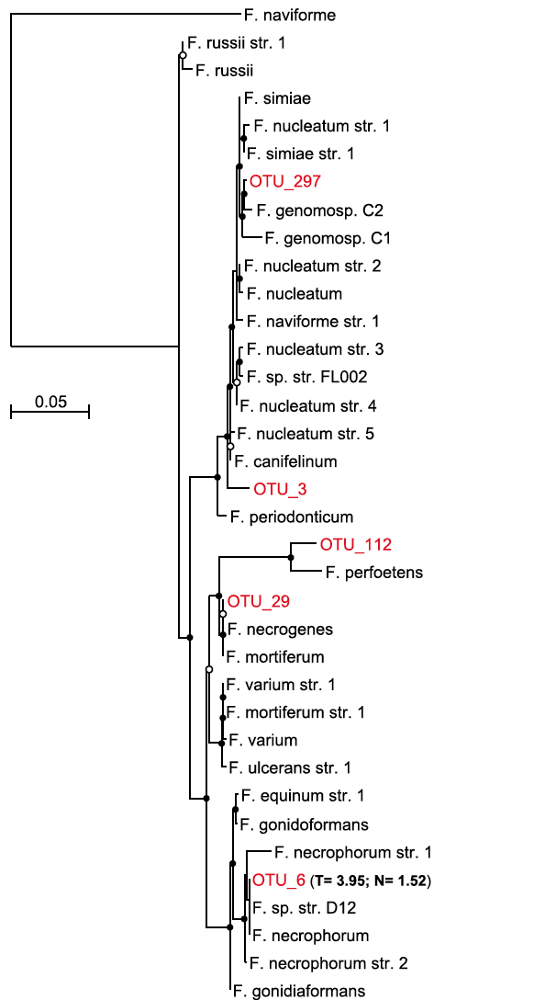 F. naviforme
F. russii str. 1
F. russii
F. simiae
F. nucleatum str. 1
F. simiae str. 1
OTU_297
F. genomosp. C2
F. genomosp. C1
F. nucleatum str. 2
F. nucleatum
F. naviforme str. 1
F. nucleatum str. 3
F. sp. str. FL002
0.05
F. nucleatum str. 4
F. nucleatum str. 5
F. canifelinum
OTU_3
F. periodonticum
OTU_112
F. perfoetens
OTU_29
F. necrogenes
F. mortiferum
F. varium str. 1
F. mortiferum str. 1
F. varium
F. ulcerans str. 1
F. equinum str. 1
F. gonidoformans
F. necrophorum str. 1
OTU_6 (T= 3.95; N= 1.52)
F. sp. str. D12
F. necrophorum
F. necrophorum str. 2
F. gonidiaformans